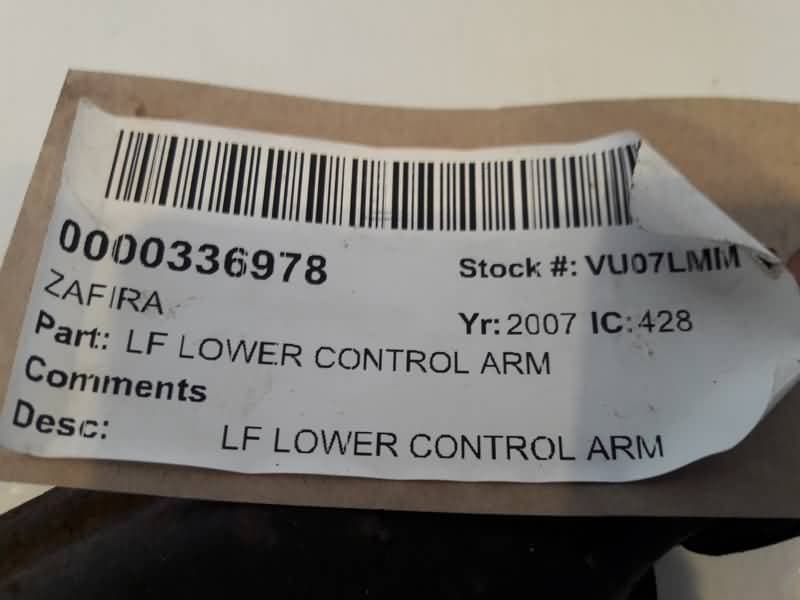 0000336978
Stock #: VU07LMM
ZAFIRA
Yr: 2007 IC: 428
Part: LF LOWER CONTROL ARM
Comments
Desc: LF LOWER CONTROL ARM